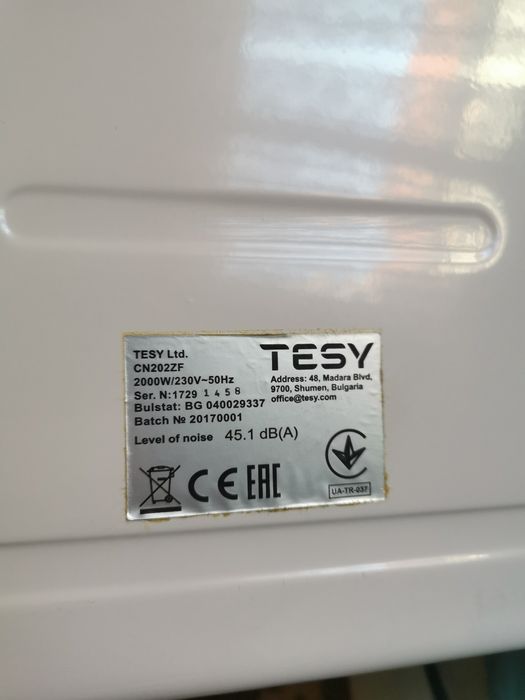 TESY Ltd.
CN202ZF
2000W/230V~50Hz
Ser. N:1729 1 4 5 8
Bulstat: BG 040029337
Batch № 20170001
Level of noise 45.1 dB(A)
TESY
Address: 48, Madara Blvd,
9700, Shumen, Bulgaria
office@tesy.com
CE EAC
UA-TR-037